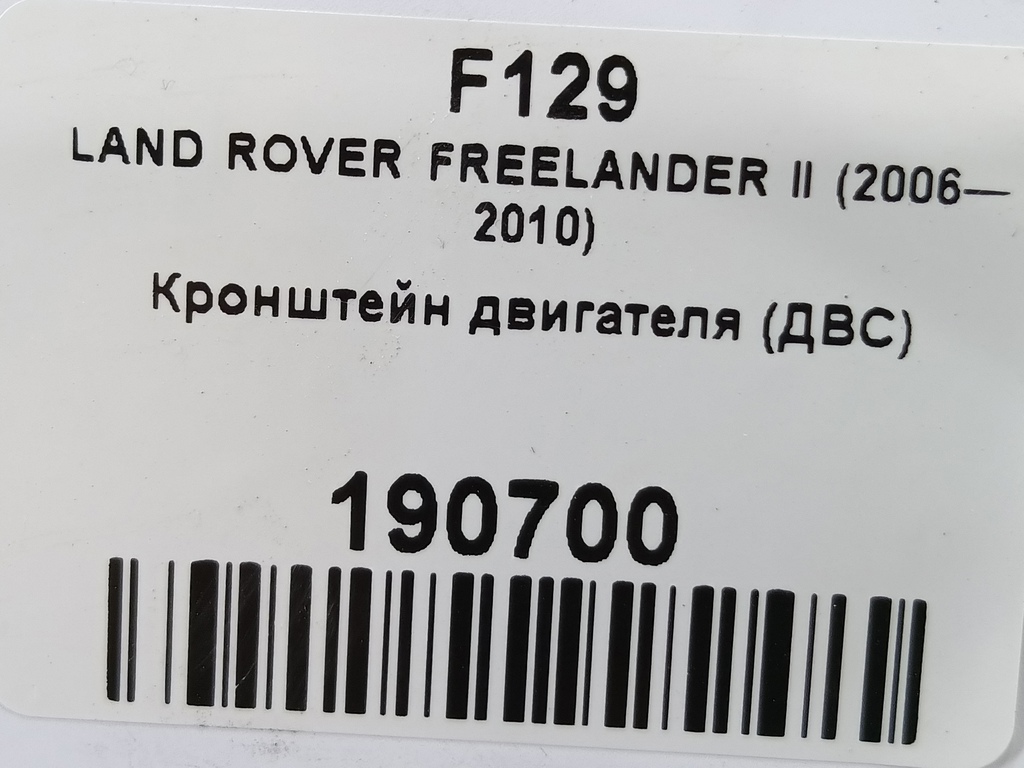 F129
LAND ROVER FREELANDER II (2006—
2010)
Кронштейн двигателя (ДВС)
190700